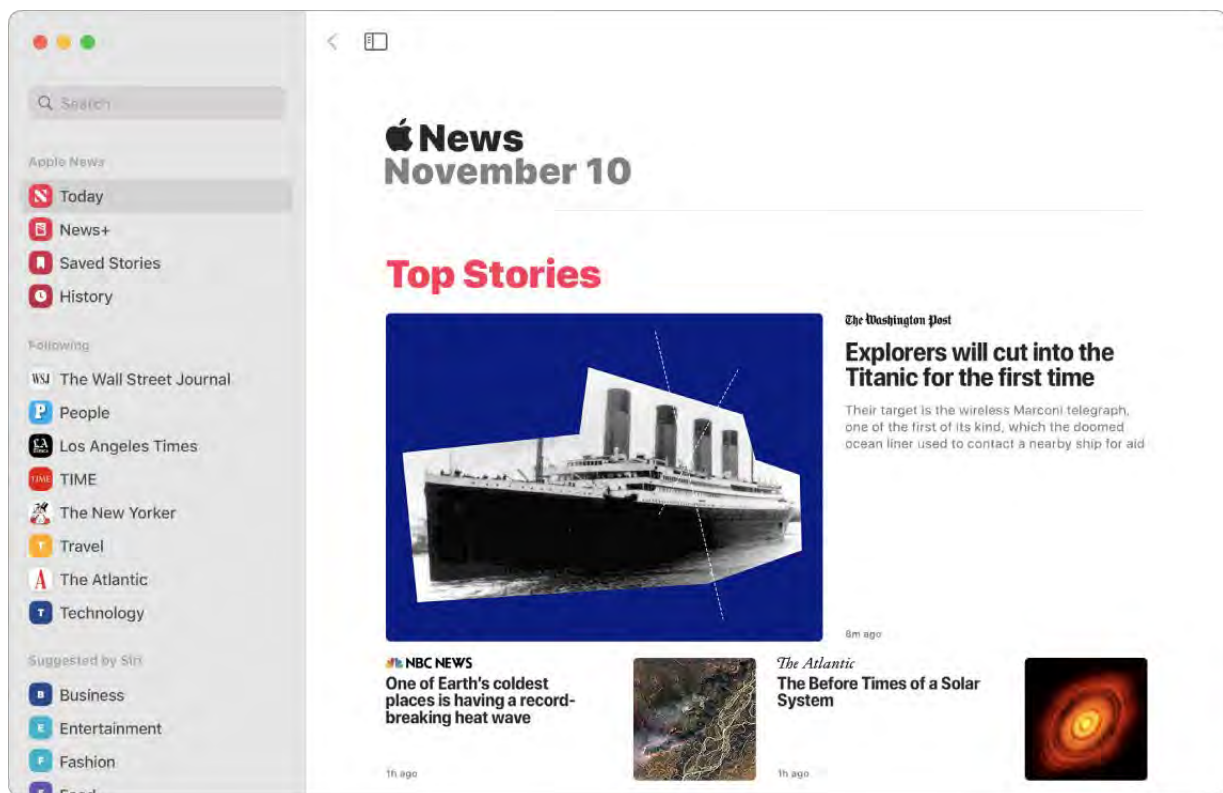 Search
Apple News
Today
News+
Saved Stories
History
Following
WSJ The Wall Street Journal
P People
LA Times Los Angeles Times
TIME TIME
The New Yorker
T Travel
A The Atlantic
T Technology
Suggested by Siri
B Business
E Entertainment
F Fashion
News
November 10
Top Stories
The Washington Post
Explorers will cut into the
Titanic for the first time
Their target is the wireless Marconi telegraph,
one of the first of its kind, which the doomed
ocean liner used to contact a nearby ship for aid
8m ago
NBC NEWS
One of Earth's coldest
places is having a record-
breaking heat wave
1h ago
The Atlantic
The Before Times of a Solar
System
1h ago